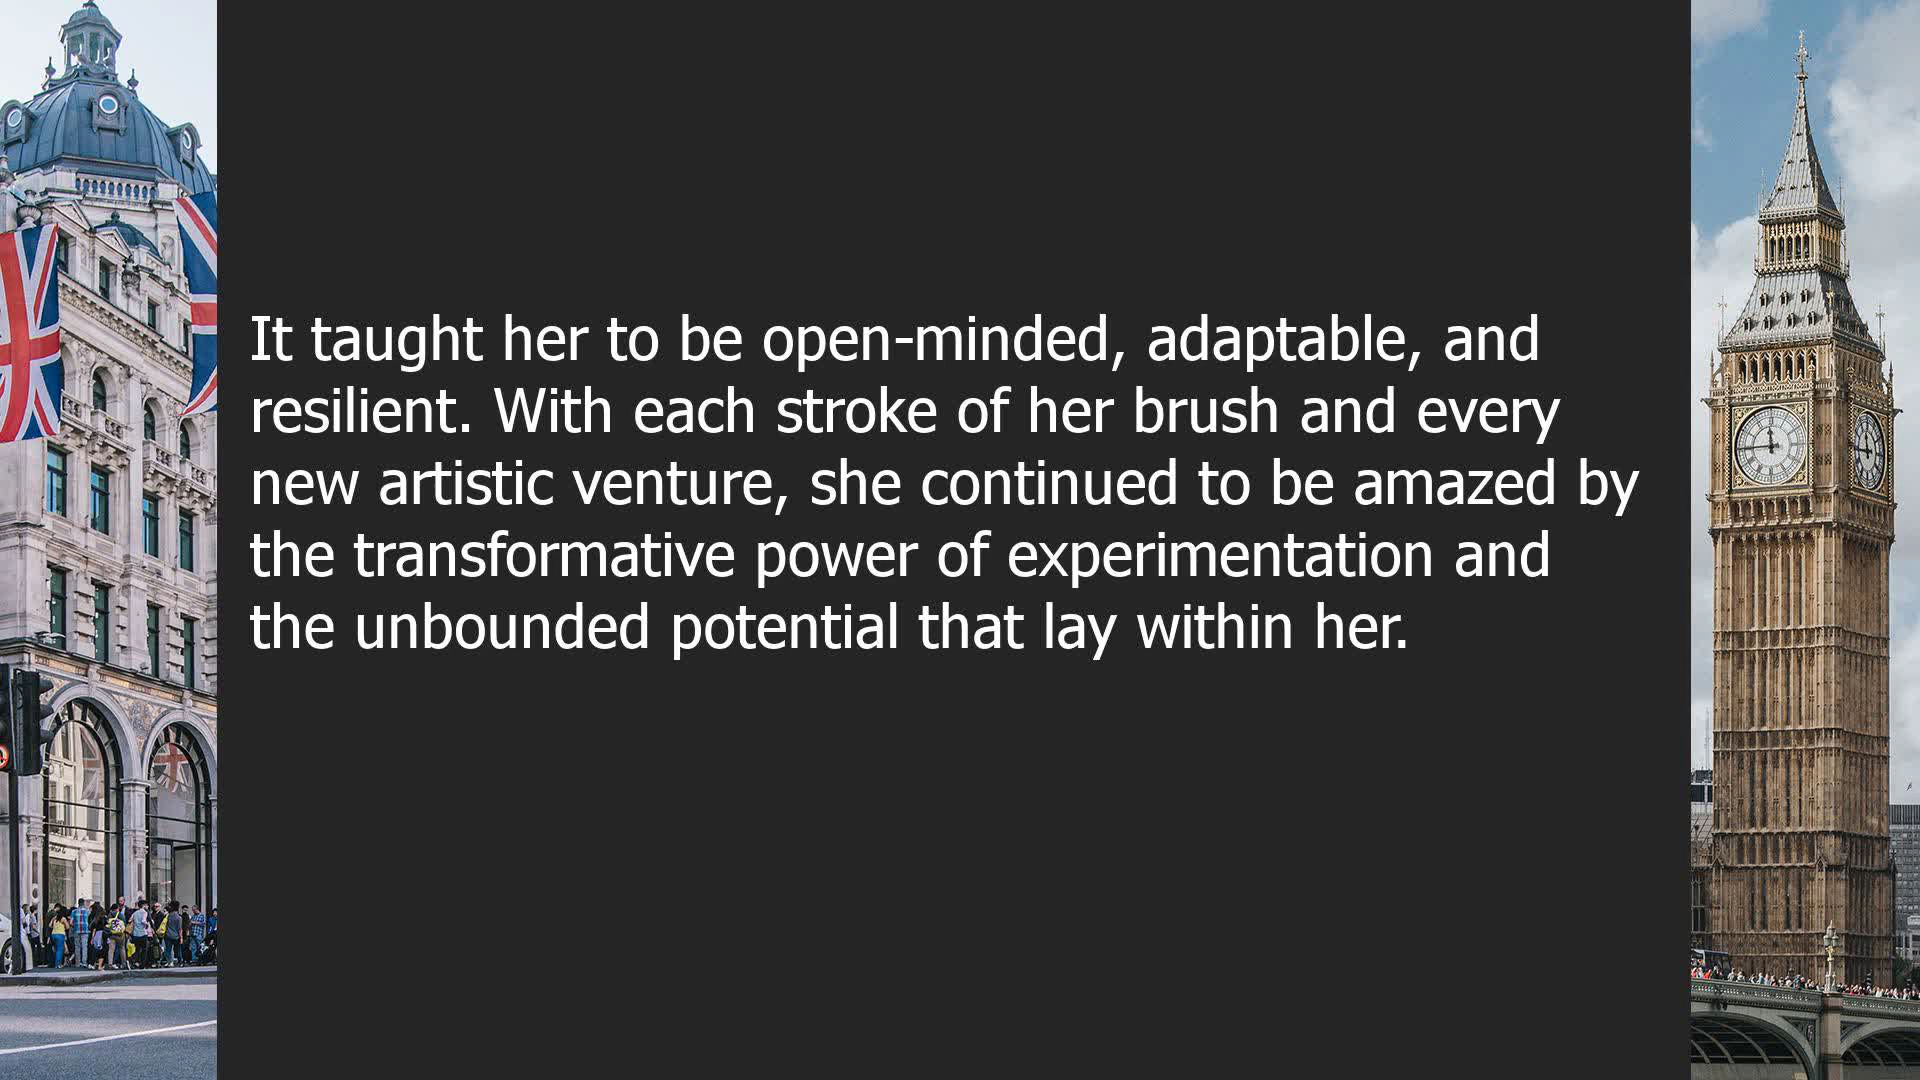 It taught her to be open-minded, adaptable, and
resilient. With each stroke of her brush and every
new artistic venture, she continued to be amazed by
the transformative power of experimentation and
the unbounded potential that lay within her.